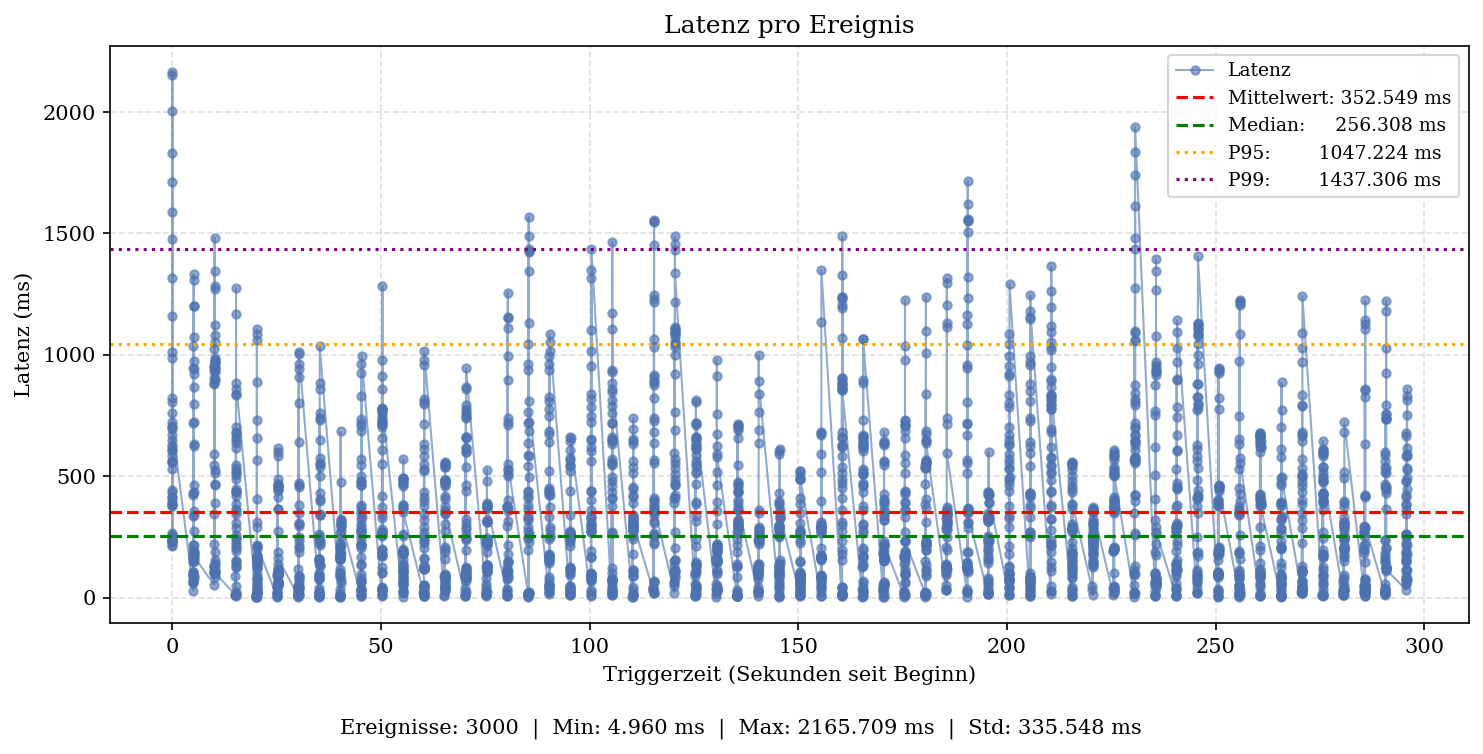 Latenz pro Ereignis
Latenz (ms)
2000
1500
1000
500
0
Latenz
Mittelwert: 352.549 ms
Median: 256.308 ms
P95: 1047.224 ms
P99: 1437.306 ms
0 50 100 150 200 250 300
Triggerzeit (Sekunden seit Beginn)
Ereignisse: 3000 | Min: 4.960 ms | Max: 2165.709 ms | Std: 335.548 ms